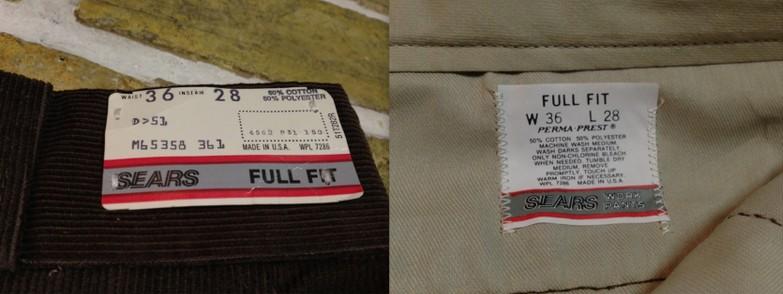 WAIST 36 INSEAM 28
50% COTTON
50% POLYESTER
D>51
M65358 361
MADE IN U.S.A. WPL 7286
SEARS FULL FIT
FULL FIT
W 36 L 28
PERMA-PREST®
50% COTTON 50% POLYESTER
MACHINE WASH MEDIUM
WASH DARKS SEPARATELY
ONLY NON-CHLORINE BLEACH
WHEN NEEDED. TUMBLE DRY
MEDIUM, REMOVE
PROMPTLY, TOUCH UP
WARM IRON IF NECESSARY.
WPL 7286 MADE IN U.S.A.
SEARS WORK
PANTS